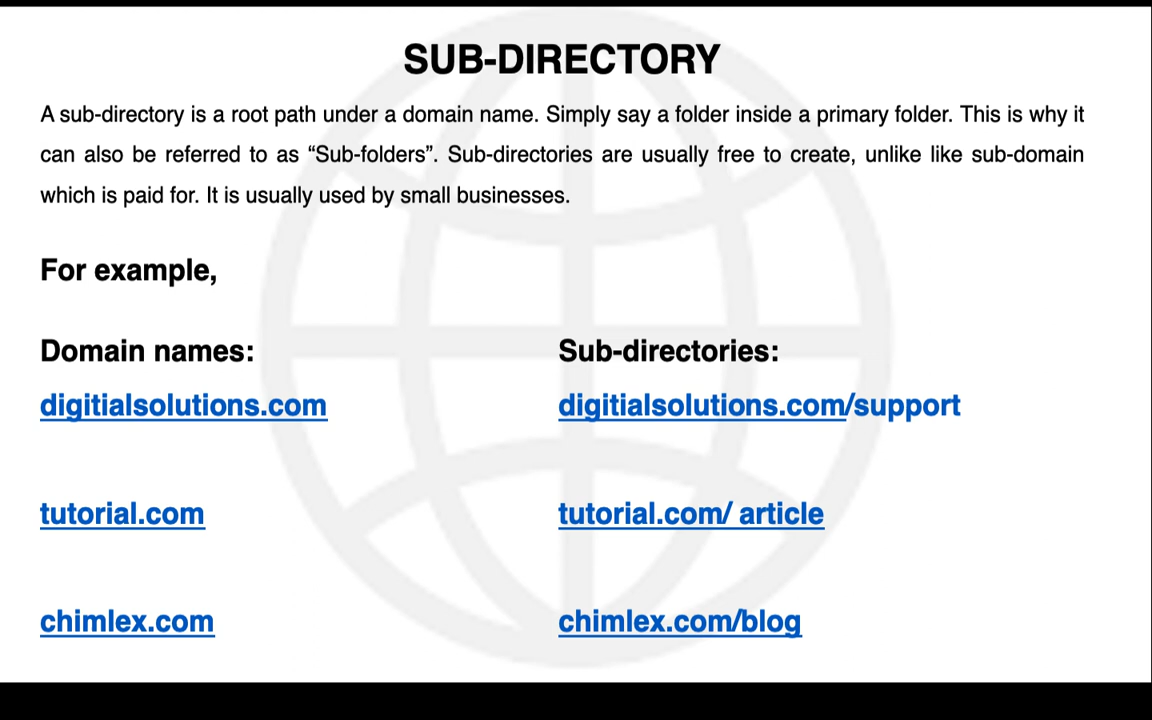 SUB-DIRECTORY
A sub-directory is a root path under a domain name. Simply say a folder inside a primary folder. This is why it
can also be referred to as “Sub-folders”. Sub-directories are usually free to create, unlike like sub-domain
which is paid for. It is usually used by small businesses.
For example,
Domain names:
Sub-directories:
digitialsolutions.com
digitialsolutions.com/support
tutorial.com
tutorial.com/ article
chimlex.com
chimlex.com/blog